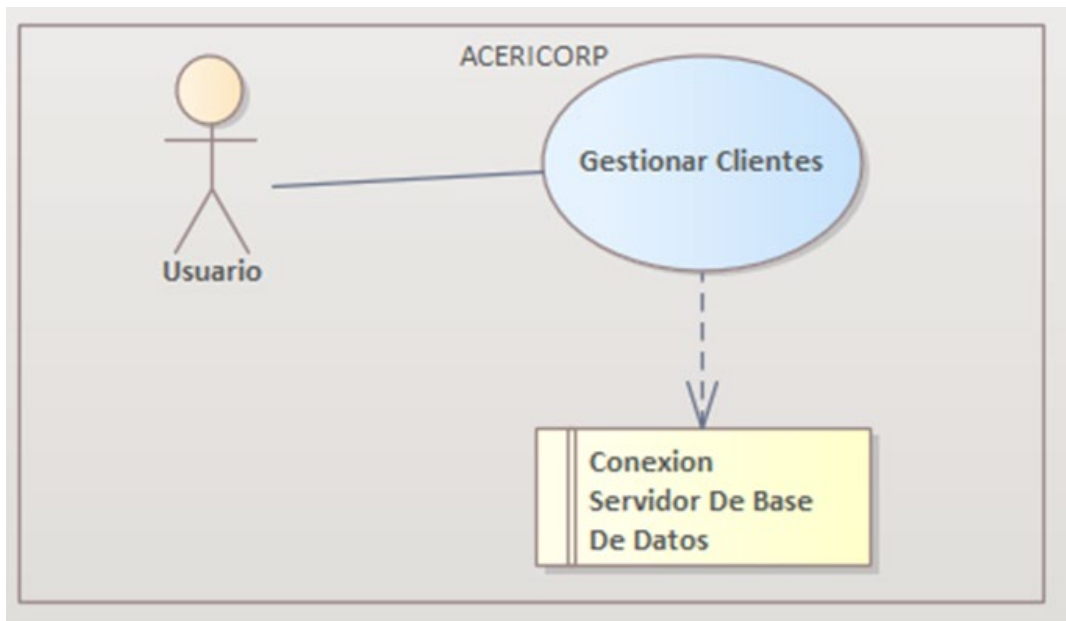 ACERICORP
Gestionar Clientes
Usuario
Conexion
Servidor De Base
De Datos